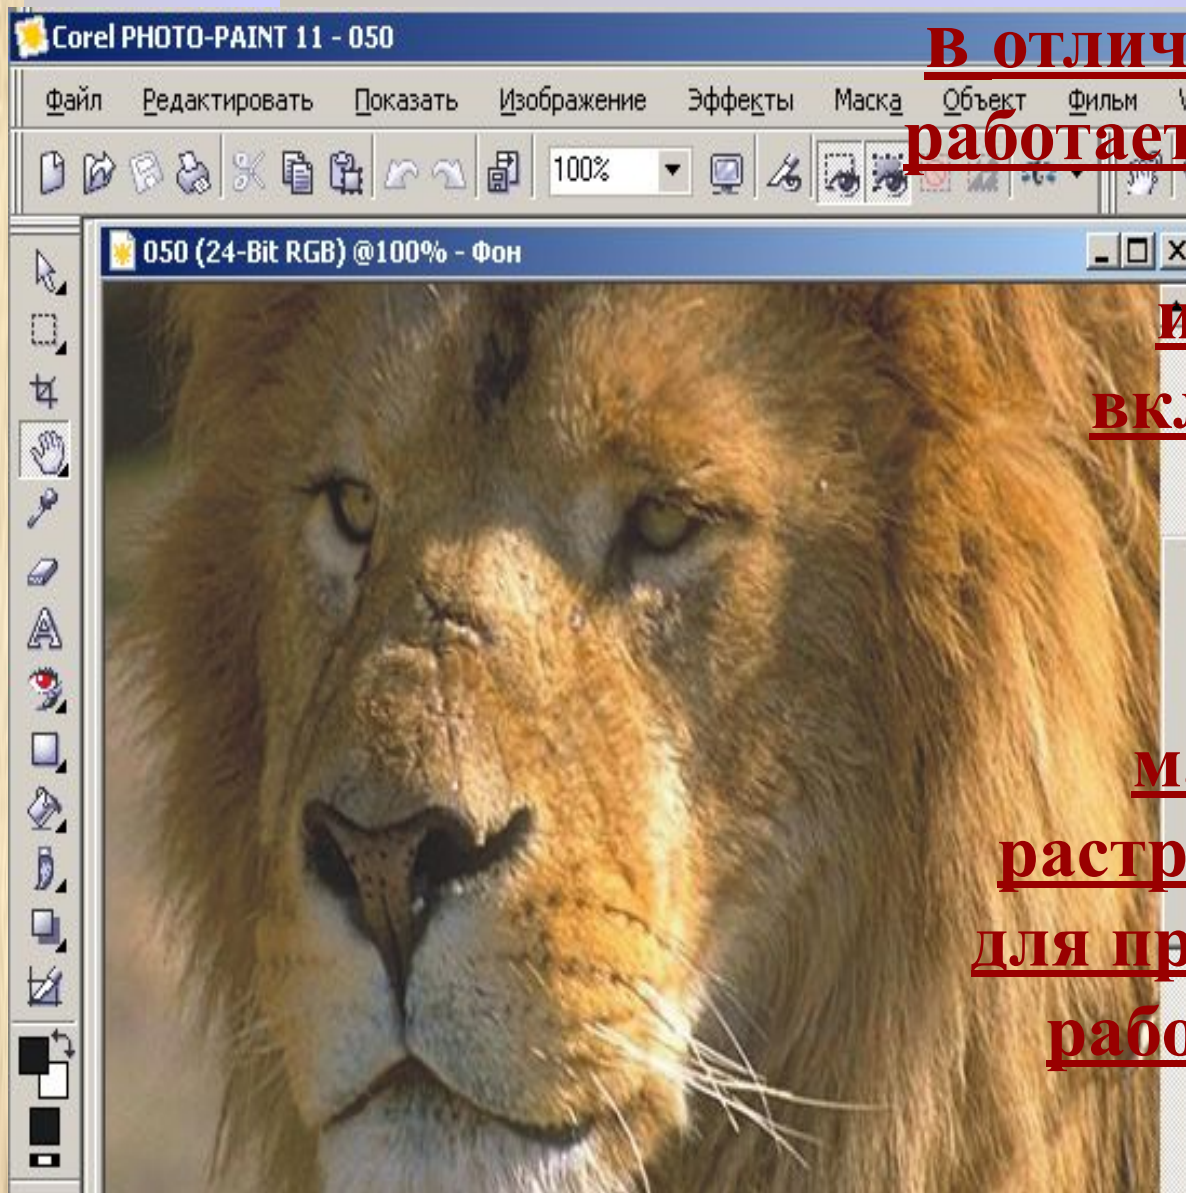 Corel PHOTO-PAINT 11 - 050
Файл Редактировать Показать Изображение Эффекты Маска Объект Фильм
100%
050 (24-Bit RGB) @100% - Фон
в отлич
работает
вкл
растр
для пр
рабо